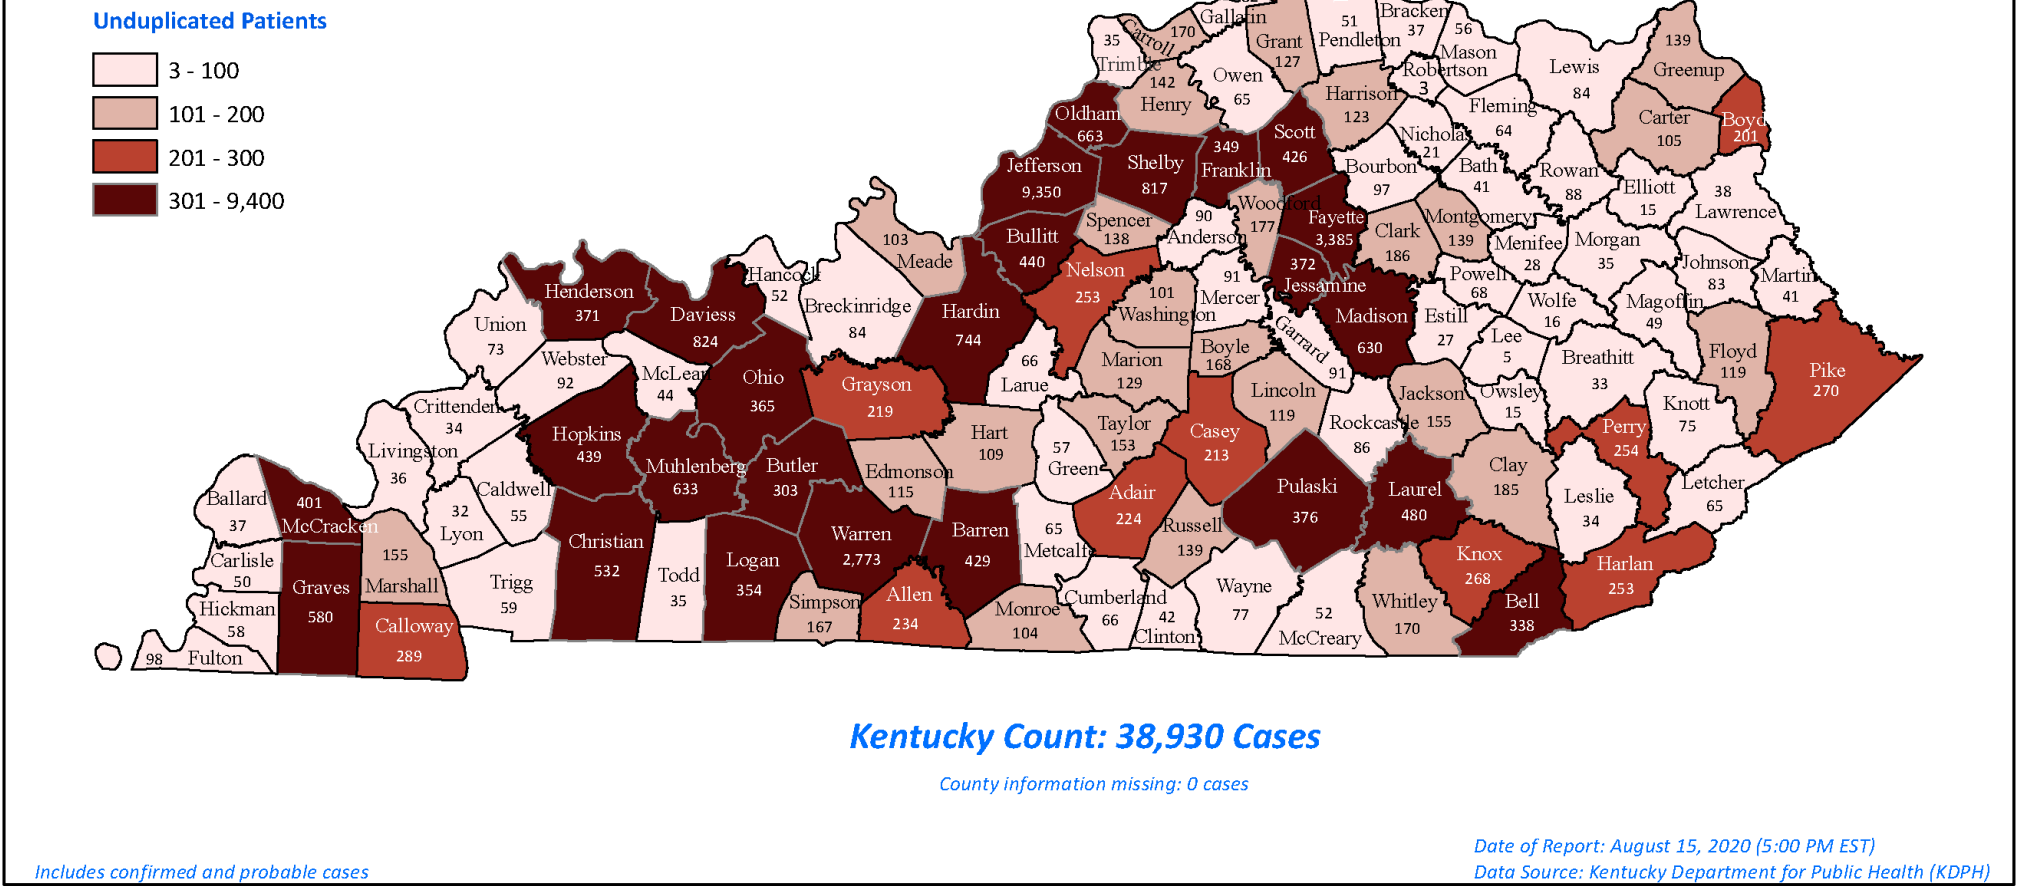 Unduplicated Patients
3 - 100
101 - 200
201 - 300
301 - 9,400
Gallatin
51
Pendleton
Bracken
37
56
Mason
35
Trimble
Carroll
170
Grant
127
Owen
65
142
Henry
Harrison
123
Robertson
3
Lewis
84
139
Greenup
Fleming
64
Carter
105
Boyd
201
Oldham
663
Jefferson
9,350
Shelby
817
349
Franklin
Scott
426
Nicholas
21
Bourbon
97
Bath
41
Rowan
88
Elliott
15
38
Lawrence
Spencer
138
90
Anderson
Woodford
177
Fayette
3,385
Clark
186
Montgomery
139
Menifee
28
Morgan
35
Bullitt
440
103
Meade
Nelson
253
372
Jessamine
Powell
68
Johnson
83
Martin
41
Hancock
52
Breckinridge
84
Henderson
371
Daviess
824
Union
73
Hardin
744
101
Washington
91
Mercer
Madison
630
Estill
27
Wolfe
16
Magoffin
49
Webster
92
McLean
44
Ohio
365
Grayson
219
66
Larue
Marion
129
Boyle
168
Garrard
91
Lee
5
Breathitt
33
Floyd
119
Pike
270
Crittenden
34
Hopkins
439
Muhlenberg
633
Butler
303
Edmonson
115
Hart
109
57
Green
Taylor
153
Casey
213
Lincoln
119
Rockcastle
86
Jackson
155
Owsley
15
Perry
254
Knott
75
Livingston
36
Ballard
37
401
McCracken
Caldwell
55
32
Lyon
Adair
224
Pulaski
376
Laurel
480
Clay
185
Leslie
34
Letcher
65
Carlisle
50
Graves
580
155
Marshall
Trigg
59
Christian
532
Todd
35
Logan
354
Warren
2,773
Barren
429
65
Metcalfe
Russell
139
Knox
268
Harlan
253
Hickman
58
98 Fulton
Calloway
289
Simpson
167
Allen
234
Monroe
104
Cumberland
66
42
Clinton
Wayne
77
52
McCreary
Whitley
170
Bell
338
Kentucky Count: 38,930 Cases
County information missing: 0 cases
Date of Report: August 15, 2020 (5:00 PM EST)
Includes confirmed and probable cases
Data Source: Kentucky Department for Public Health (KDPH)